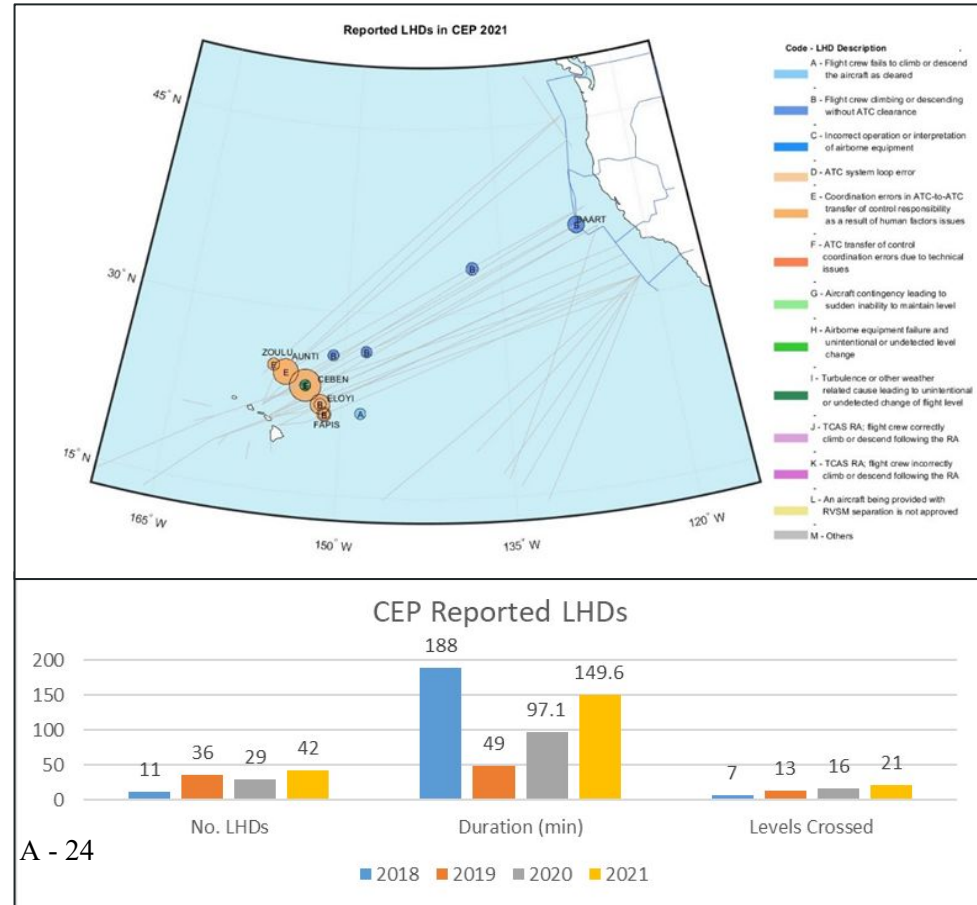 Reported LHDs in CEP 2021
45° N
30° N
15° N
165° W
150° W
135° W
120° W
BAART
B
B
B
B
ZOULU
AUNTI
E
E
CEBEN
ELOYI
FAPIS
A
Code - LHD Description
A - Flight crew fails to climb or descend
the aircraft as cleared
B - Flight crew climbing or descending
without ATC clearance
C - Incorrect operation or interpretation
of airborne equipment
D - ATC system loop error
E - Coordination errors in ATC-to-ATC
transfer of control responsibility
as a result of human factors issues
F - ATC transfer of control
coordination errors due to technical
issues
G - Aircraft contingency leading to
sudden inability to maintain level
H - Airborne equipment failure and
unintentional or undetected level
change
I - Turbulence or other weather
related cause leading to unintentional
or undetected change of flight level
J - TCAS RA; flight crew correctly
climb or descend following the RA
K - TCAS RA; flight crew incorrectly
climb or descend following the RA
L - An aircraft being provided with
RVSM separation is not approved
M - Others
CEP Reported LHDs
200
150
100
50
0
11 36 29 42
188 49 97.1 149.6
7 13 16 21
No. LHDs Duration (min) Levels Crossed
A - 24
2018 2019 2020 2021